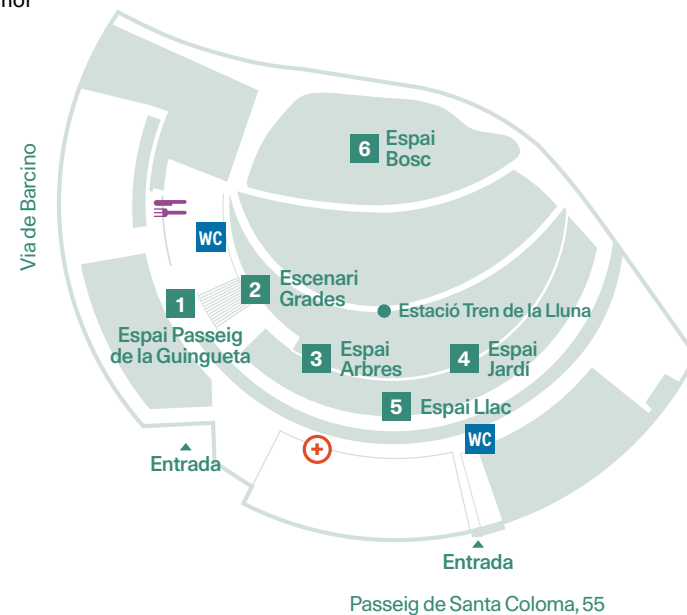 Via de Barcino
6
Espai
Bosc
WC
1
Espai Passeig
de la Guingueta
2
Escenari
Grades
Estació Tren de la Lluna
3
Espai
Arbres
4
Espai
Jardí
5
Espai Llac
WC
Entrada
Entrada
Passeig de Santa Coloma, 55